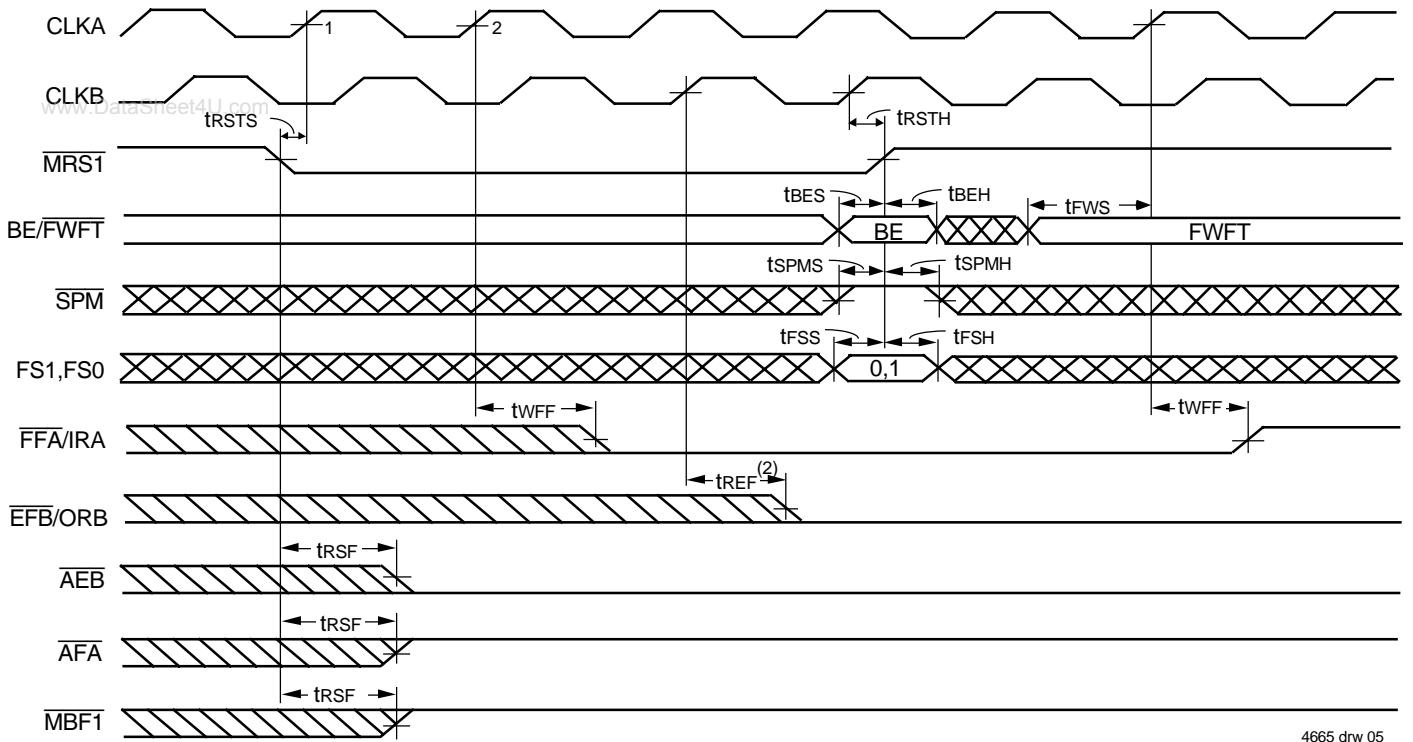 CLKA
1
2
CLKB
www.DataSheet4U.com
tRSTS
tRSTH
MRS1
tBES
tBEH
tFWS
BE/FWFT
BE
FWFT
tSPMS
tSPMH
SPM
tFSS
tFSH
FS1,FS0
0,1
tWFF
tWFF
FFA/IRA
tREF(2)
EFB/ORB
tRSF
AEB
tRSF
AFA
tRSF
MBF1
4665 drw 05